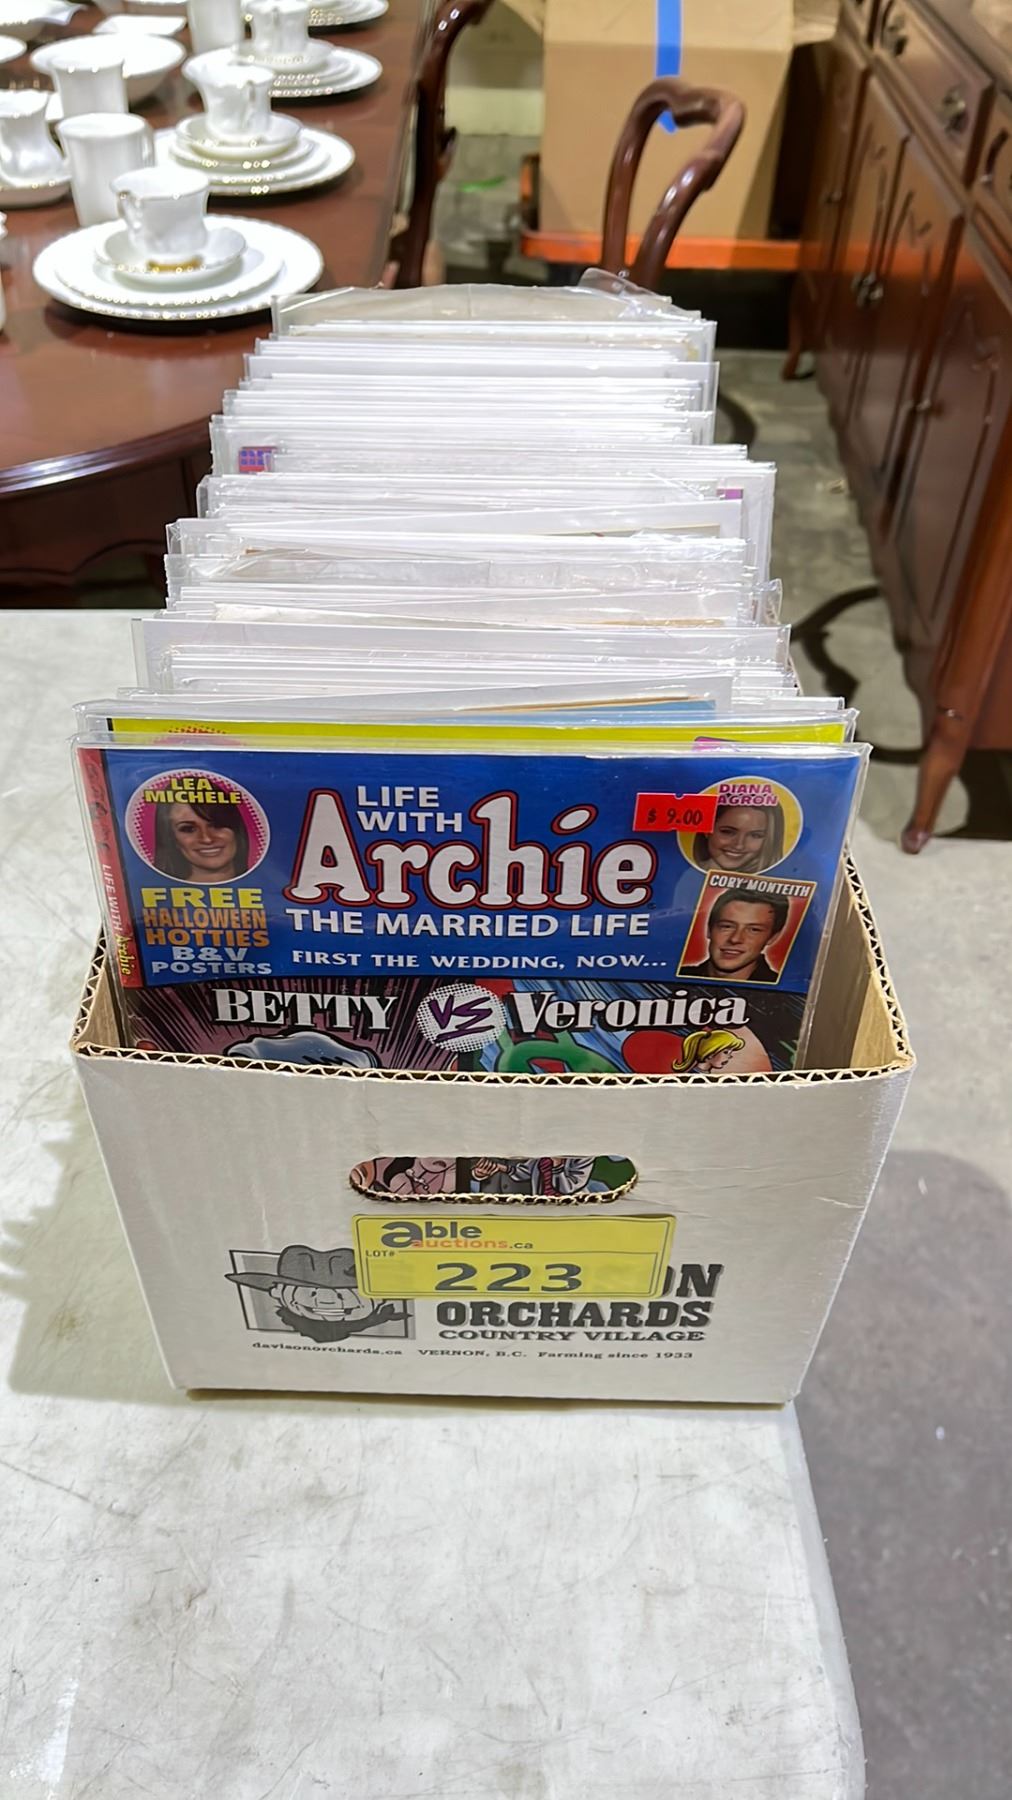 LEA
MICHELE
LIFE
WITH
Archie
THE MARRIED LIFE
FIRST THE WEDDING, NOW...
$ 9.00
DIANA
AGRON
CORY MONTEITH
FREE
HALLOWEEN
HOTTIES
B&V
POSTERS
LIFE WITH Archie
BETTY VS Veronica
able
auctions.ca
LOT#
223
ON
ORCHARDS
COUNTRY VILLAGE
davisonorchards.ca VERNON, B.C. Farming since 1933